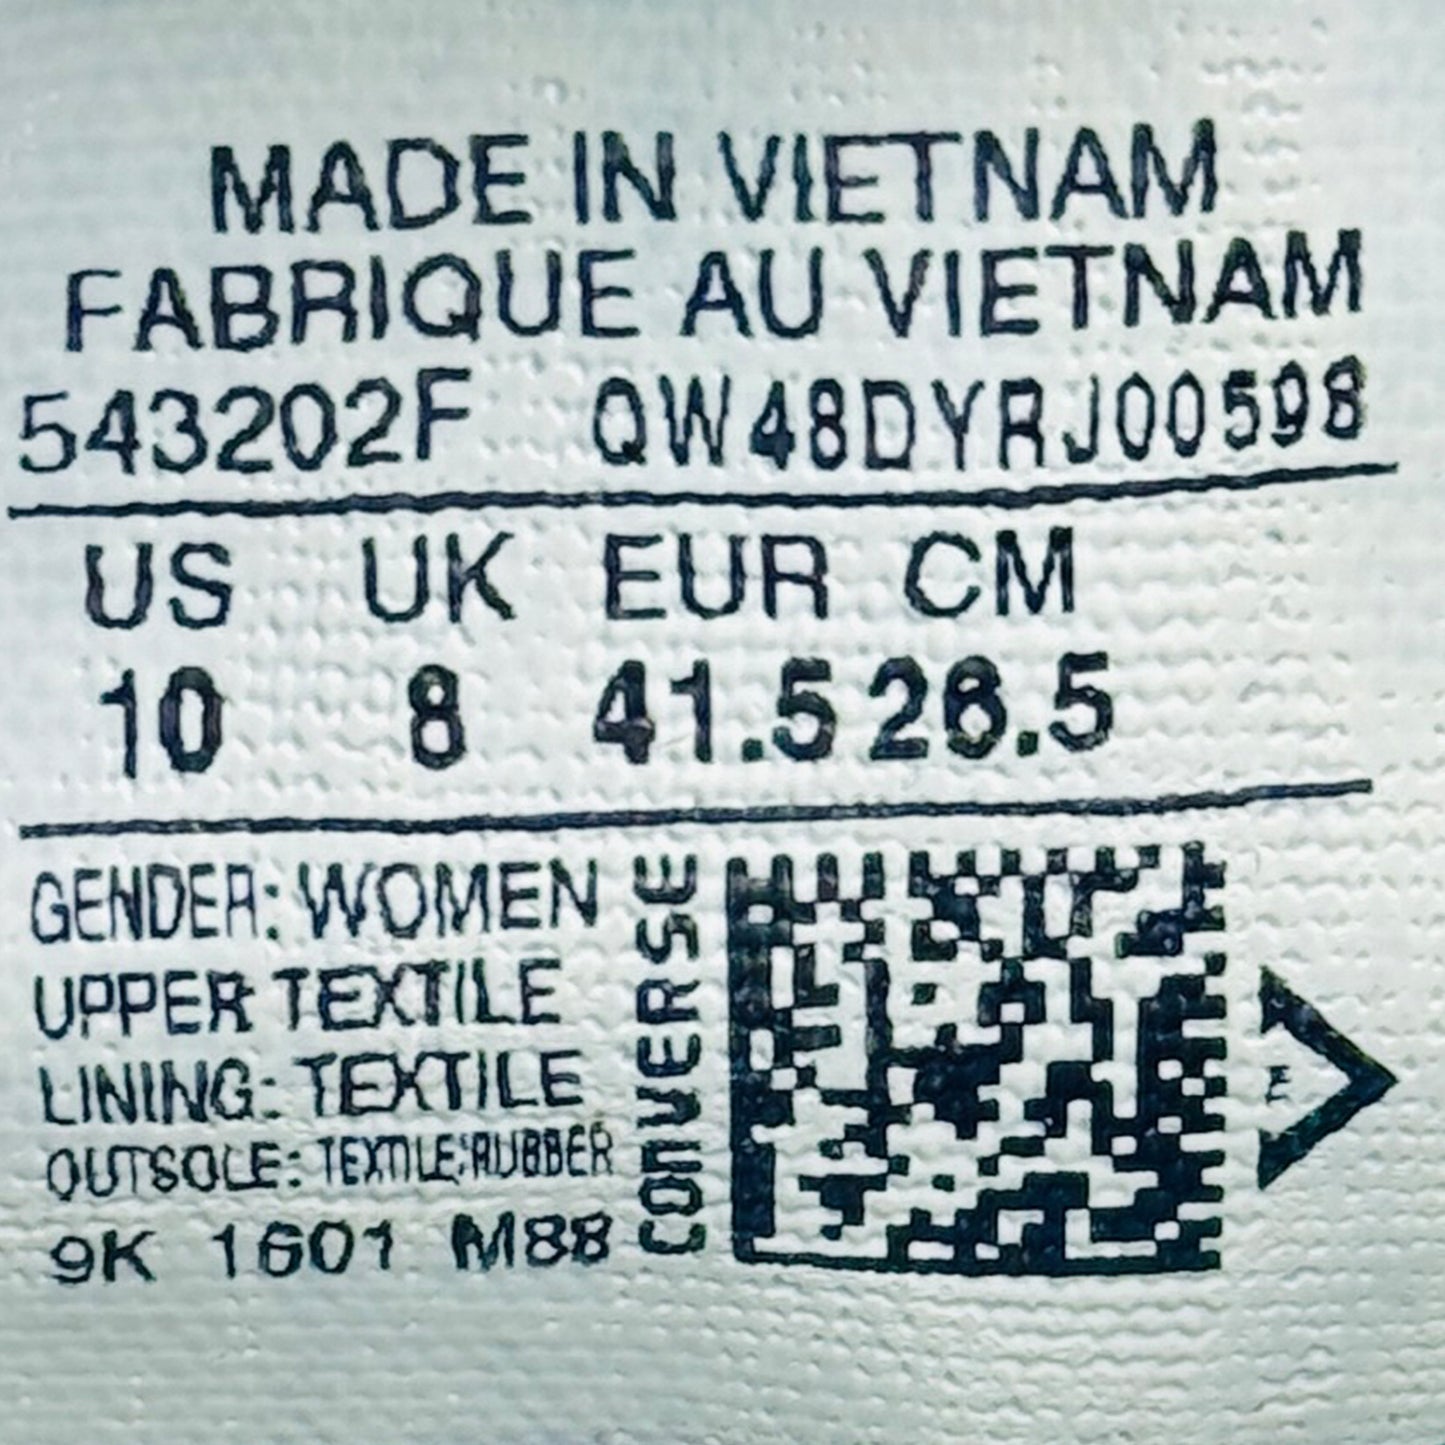 MADE IN VIETNAM
FABRIQUE AU VIETNAM
543202F QW48DYRJ00598
US UK EUR CM
10 8 41.5 26.5
GENDER: WOMEN
UPPER TEXTILE
LINING: TEXTILE
OUTSOLE: TEXTILE;RUBBER
9K 1601 M88
CONVERSE
E